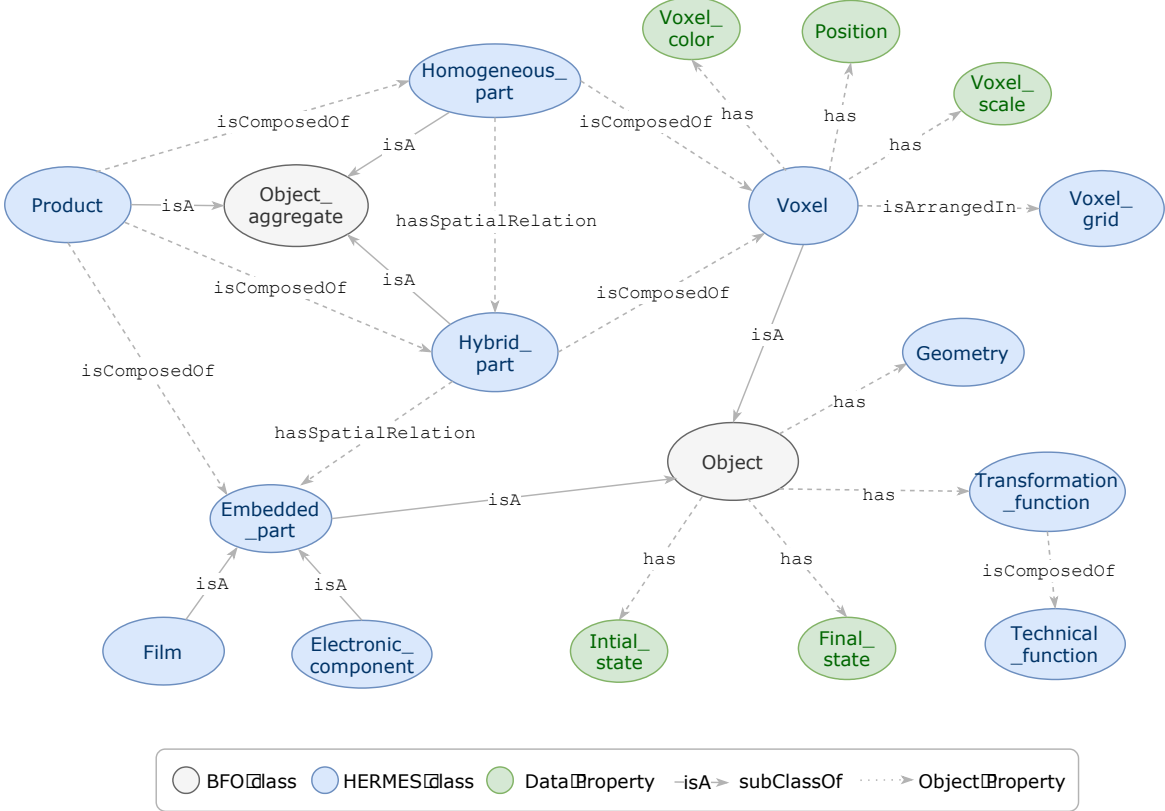 Voxel_
color
Position
Voxel_
scale
Homogeneous_
part
has
has
has
isComposedOf
isComposedOf
isA
Product
isA
Object_
aggregate
hasSpatialRelation
Voxel
isArrangedIn
Voxel_
grid
isComposedOf
isA
isComposedOf
isA
Hybrid_
part
Geometry
isComposedOf
has
hasSpatialRelation
Object
Embedded
_part
isA
has
Transformation
_function
has
has
isComposedOf
isA
isA
Film
Electronic_
component
Intial_
state
Final_
state
Technical
_function
BFO class
HERMES class
Data Property
isA
subClassOf
Object Property